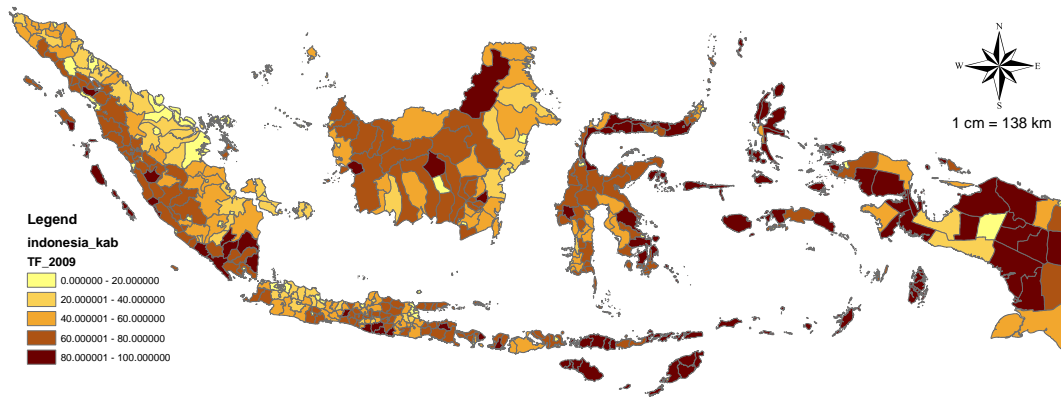 N
W E
S
1 cm = 138 km
Legend
indonesia_kab
TF_2009
0.000000 - 20.000000
20.000001 - 40.000000
40.000001 - 60.000000
60.000001 - 80.000000
80.000001 - 100.000000